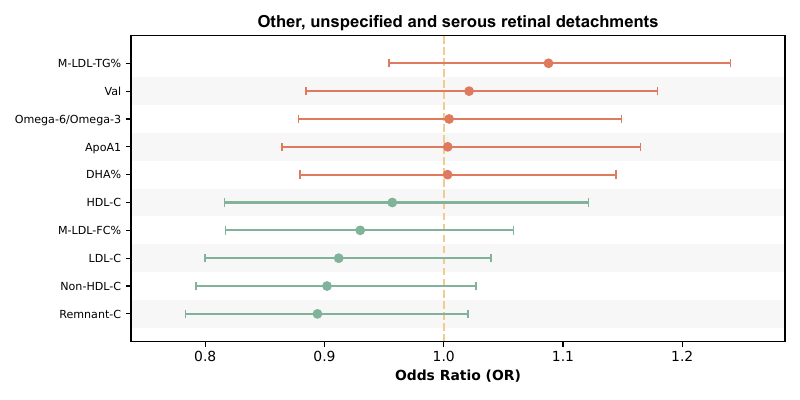 Other, unspecified and serous retinal detachments
M-LDL-TG%
Val
Omega-6/Omega-3
ApoA1
DHA%
HDL-C
M-LDL-FC%
LDL-C
Non-HDL-C
Remnant-C
0.8 0.9 1.0 1.1 1.2
Odds Ratio (OR)